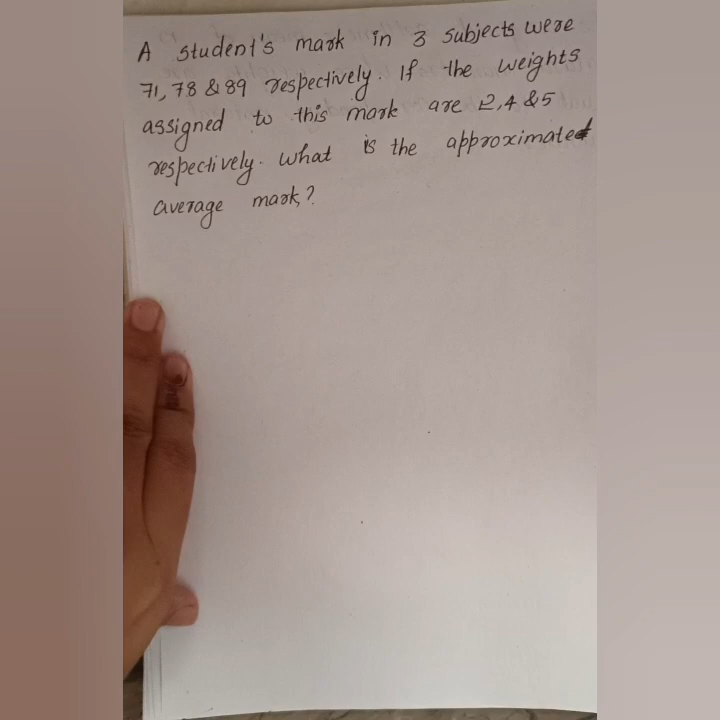 A student's mark in 3 subjects were
71, 78 & 89 respectively. If the weights
assigned to this mark are 2,4 & 5
respectively. what is the approximated
average mark,?